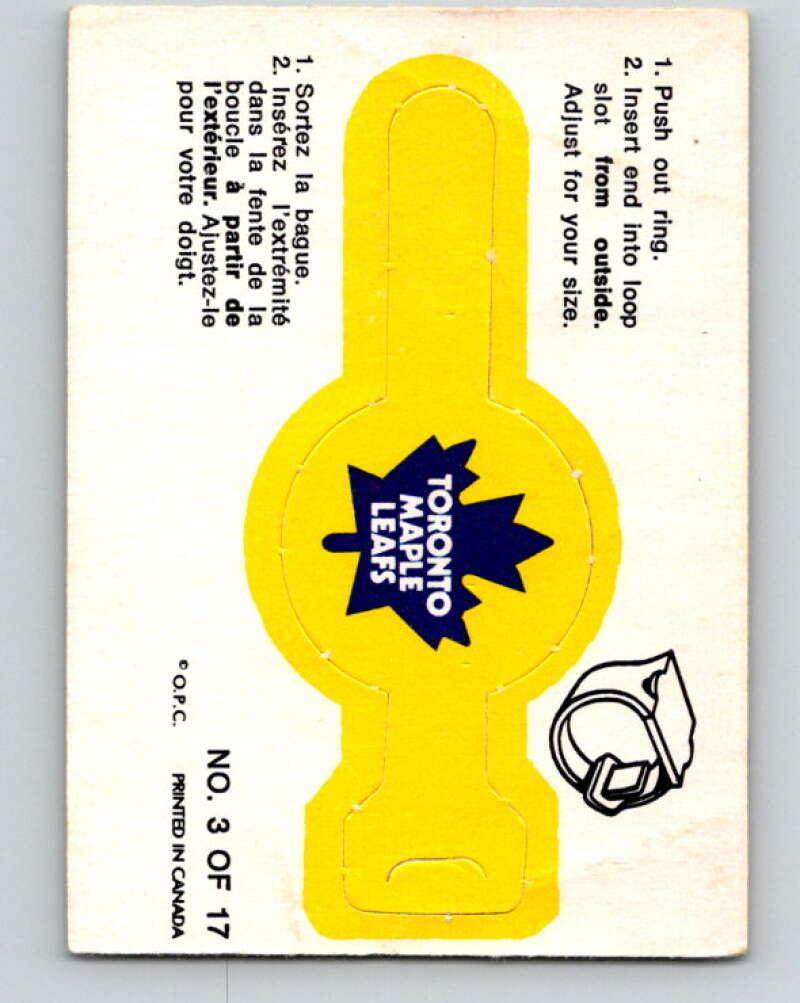 1. Push out ring.
2. Insert end into loop
slot from outside.
Adjust for your size.
1. Sortez la bague.
2. Insérez l'extrémité
dans la fente de la
boucle à partir de
l'extérieur. Ajustez-le
pour votre doigt.
TORONTO
MAPLE
LEAFS
© O.P.C.
NO. 3 OF 17
PRINTED IN CANADA